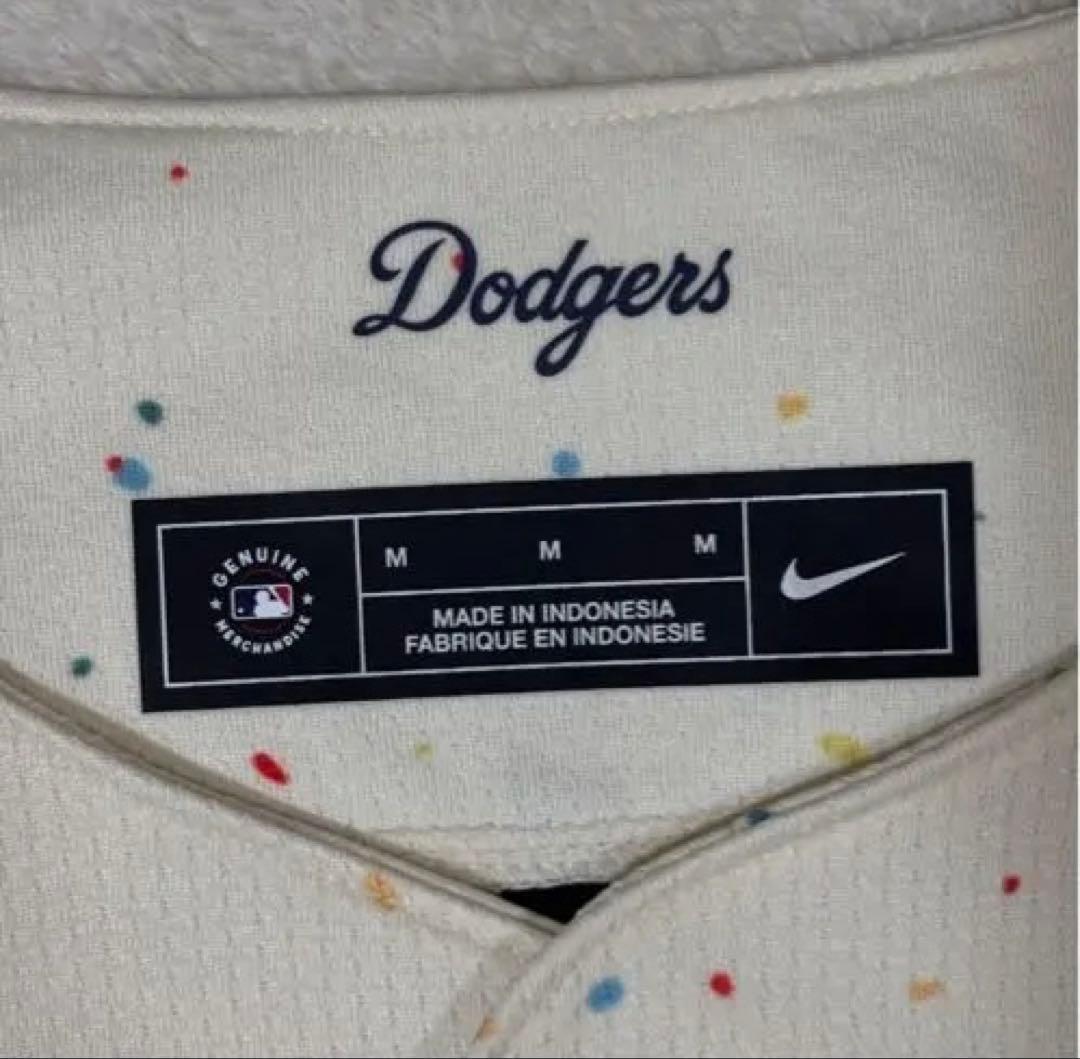 Dodgers
GENUINE
MERCHANDISE
M M M
MADE IN INDONESIA
FABRIQUE EN INDONESIE